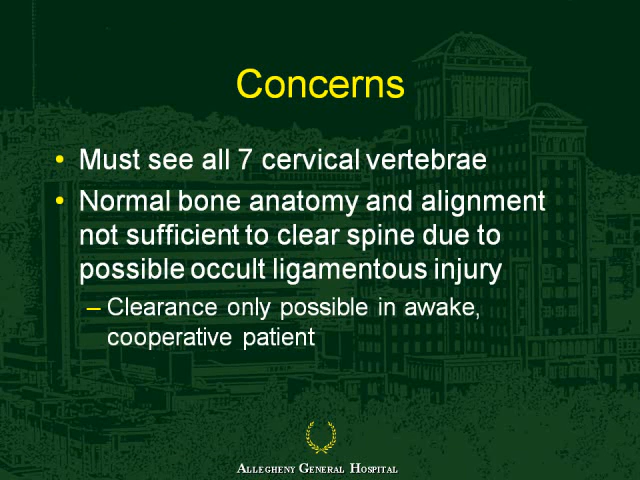 Concerns
• Must see all 7 cervical vertebrae
• Normal bone anatomy and alignment
not sufficient to clear spine due to
possible occult ligamentous injury
– Clearance only possible in awake,
cooperative patient
ALLEGHENY GENERAL HOSPITAL